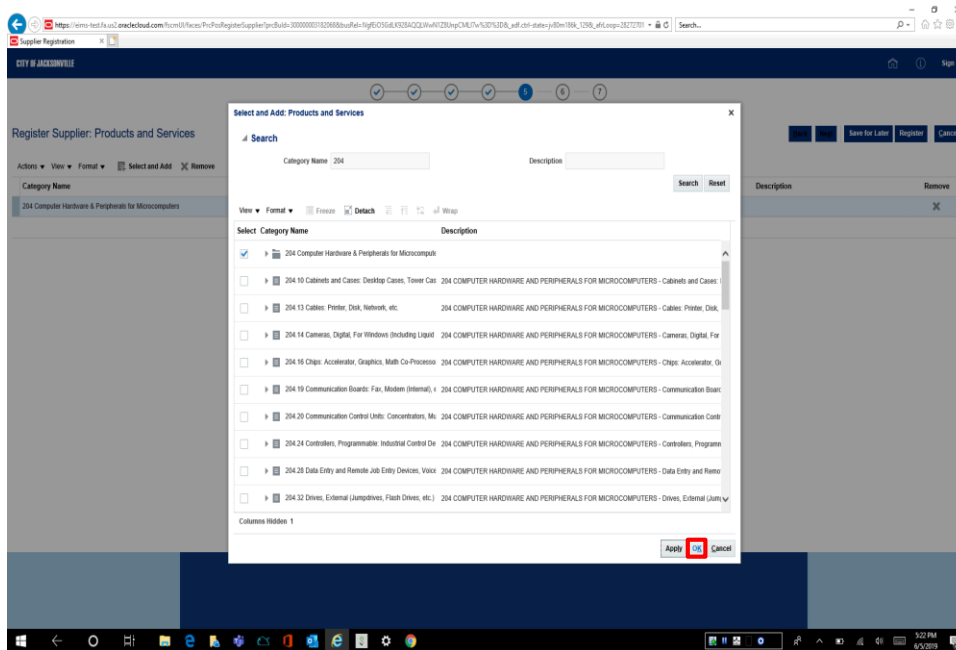 Supplier Registration
Search...
CITY OF JACKSONVILLE
Sign
5 6 7
Register Supplier: Products and Services
Save for Later Register Cance
Actions View Format Select and Add Remove
Category Name Description Remove
204 Computer Hardware & Peripherals for Microcomputers
Select and Add: Products and Services
Search
Category Name 204 Description
Search Reset
View Format Freeze Detach Wrap
Select Category Name Description
204 Computer Hardware & Peripherals for Microcompute
204.10 Cabinets and Cases: Desktop Cases, Tower Cas 204 COMPUTER HARDWARE AND PERIPHERALS FOR MICROCOMPUTERS - Cabinets and Cases:
204.13 Cables: Printer, Disk, Network, etc. 204 COMPUTER HARDWARE AND PERIPHERALS FOR MICROCOMPUTERS - Cables: Printer, Disk,
204.14 Cameras, Digital, For Windows (Including Liquid 204 COMPUTER HARDWARE AND PERIPHERALS FOR MICROCOMPUTERS - Cameras, Digital, For
204.16 Chips: Accelerator, Graphics, Math Co-Processo 204 COMPUTER HARDWARE AND PERIPHERALS FOR MICROCOMPUTERS - Chips: Accelerator, Gr
204.19 Communication Boards: Fax, Modem (Internal), 204 COMPUTER HARDWARE AND PERIPHERALS FOR MICROCOMPUTERS - Communication Board
204.20 Communication Control Units: Concentrators, Mu 204 COMPUTER HARDWARE AND PERIPHERALS FOR MICROCOMPUTERS - Communication Contr
204.24 Controllers, Programmable: Industrial Control De 204 COMPUTER HARDWARE AND PERIPHERALS FOR MICROCOMPUTERS - Controllers, Programm
204.28 Data Entry and Remote Job Entry Devices, Voice 204 COMPUTER HARDWARE AND PERIPHERALS FOR MICROCOMPUTERS - Data Entry and Remo
204.32 Drives, External (Jumpdrives, Flash Drives, etc.) 204 COMPUTER HARDWARE AND PERIPHERALS FOR MICROCOMPUTERS - Drives, External (Jum
Columns Hidden 1
Apply OK Cancel
5:22 PM
6/5/2019